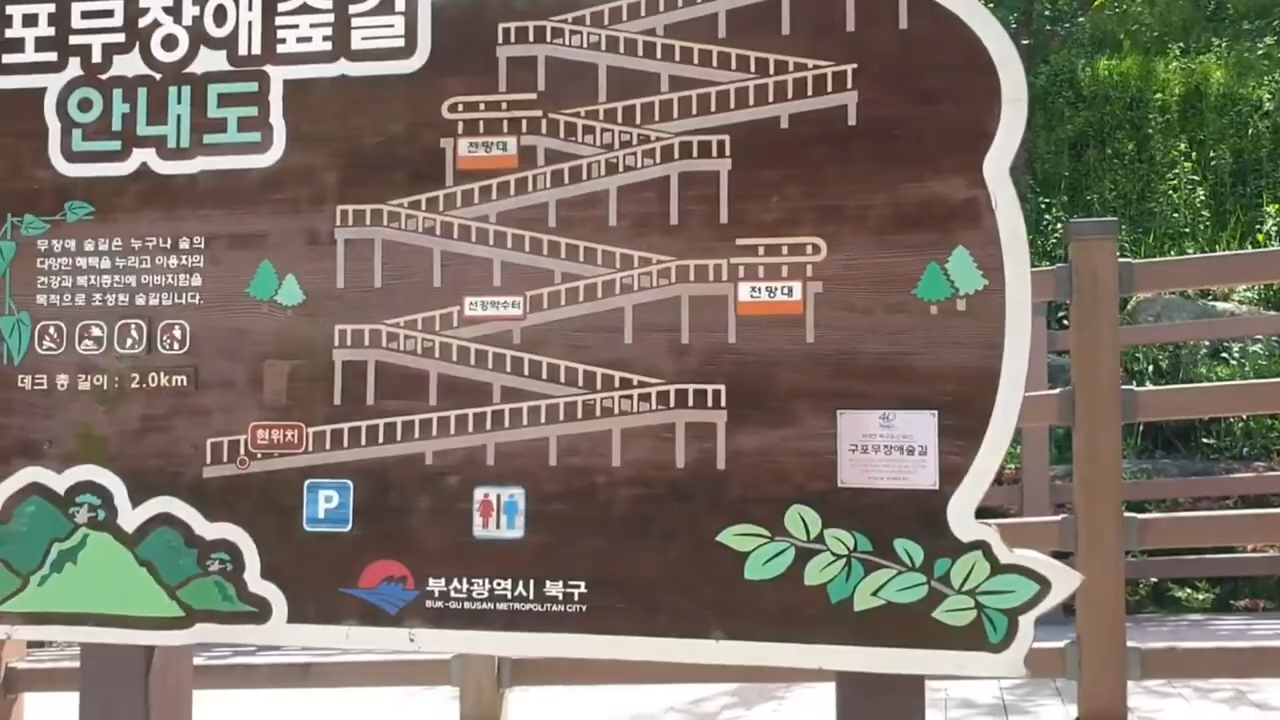 포무장애숲길
안내도
전망대
무장애 숲길은 누구나 숲의
다양한 혜택을 누리고 이용자의
건강과 복지증진에 이바지함을
목적으로 조성된 숲길입니다.
전망대
선강약수터
데크 총 길이 : 2.0km
현위치
40
구포무장애숲길
P
부산광역시 북구
BUK-GU BUSAN METROPOLITAN CITY